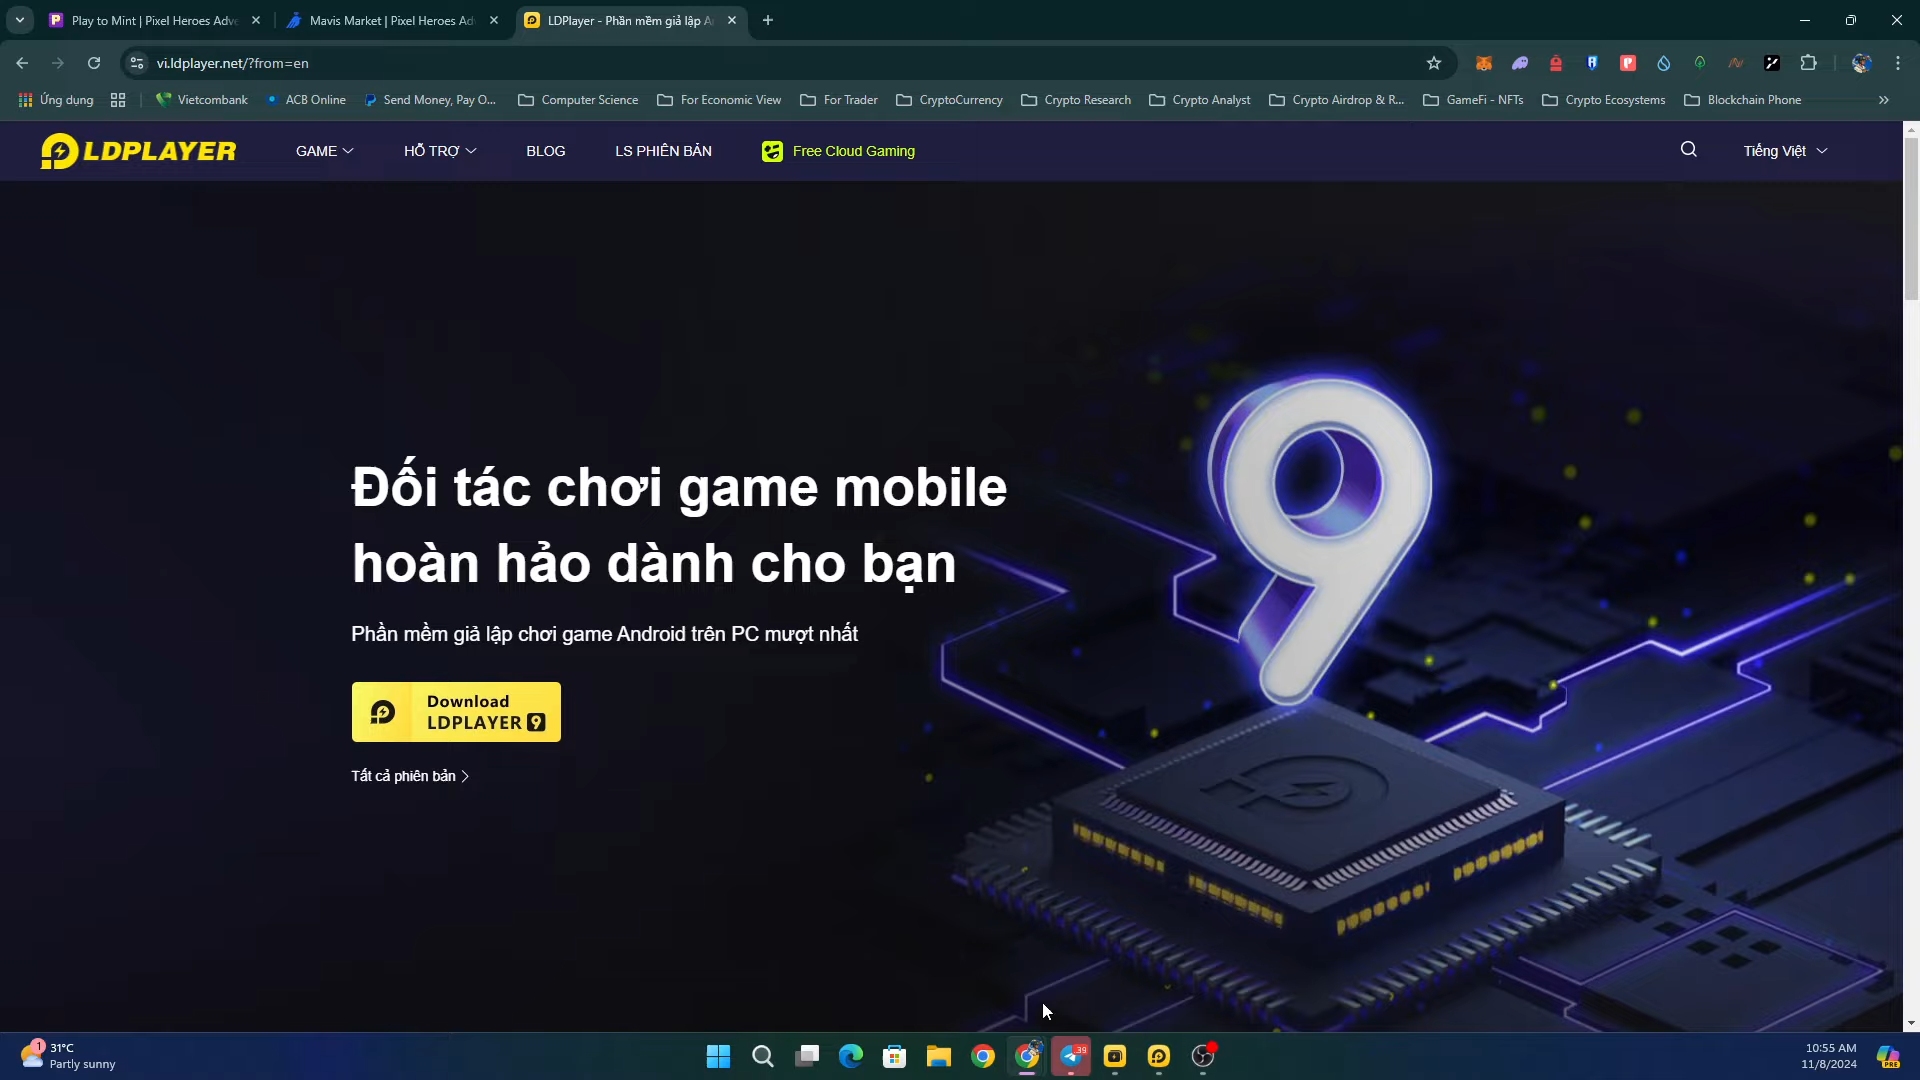 Play to Mint | Pixel Heroes Adve
Mavis Market | Pixel Heroes Ad
LDPlayer - Phần mềm giả lập A
vi.ldplayer.net/?from=en
Ứng dụng
Vietcombank
ACB Online
Send Money, Pay O...
Computer Science
For Economic View
For Trader
CryptoCurrency
Crypto Research
Crypto Analyst
Crypto Airdrop & R...
GameFi - NFTs
Crypto Ecosystems
Blockchain Phone
LDPLAYER
GAME
HỖ TRỢ
BLOG
LS PHIÊN BẢN
Free Cloud Gaming
Tiếng Việt
9
Đối tác chơi game mobile
hoàn hảo dành cho bạn
Phần mềm giả lập chơi game Android trên PC mượt nhất
Download
LDPLAYER 9
Tất cả phiên bản
1
31°C
Partly sunny
39
PRE
10:55 AM
11/8/2024